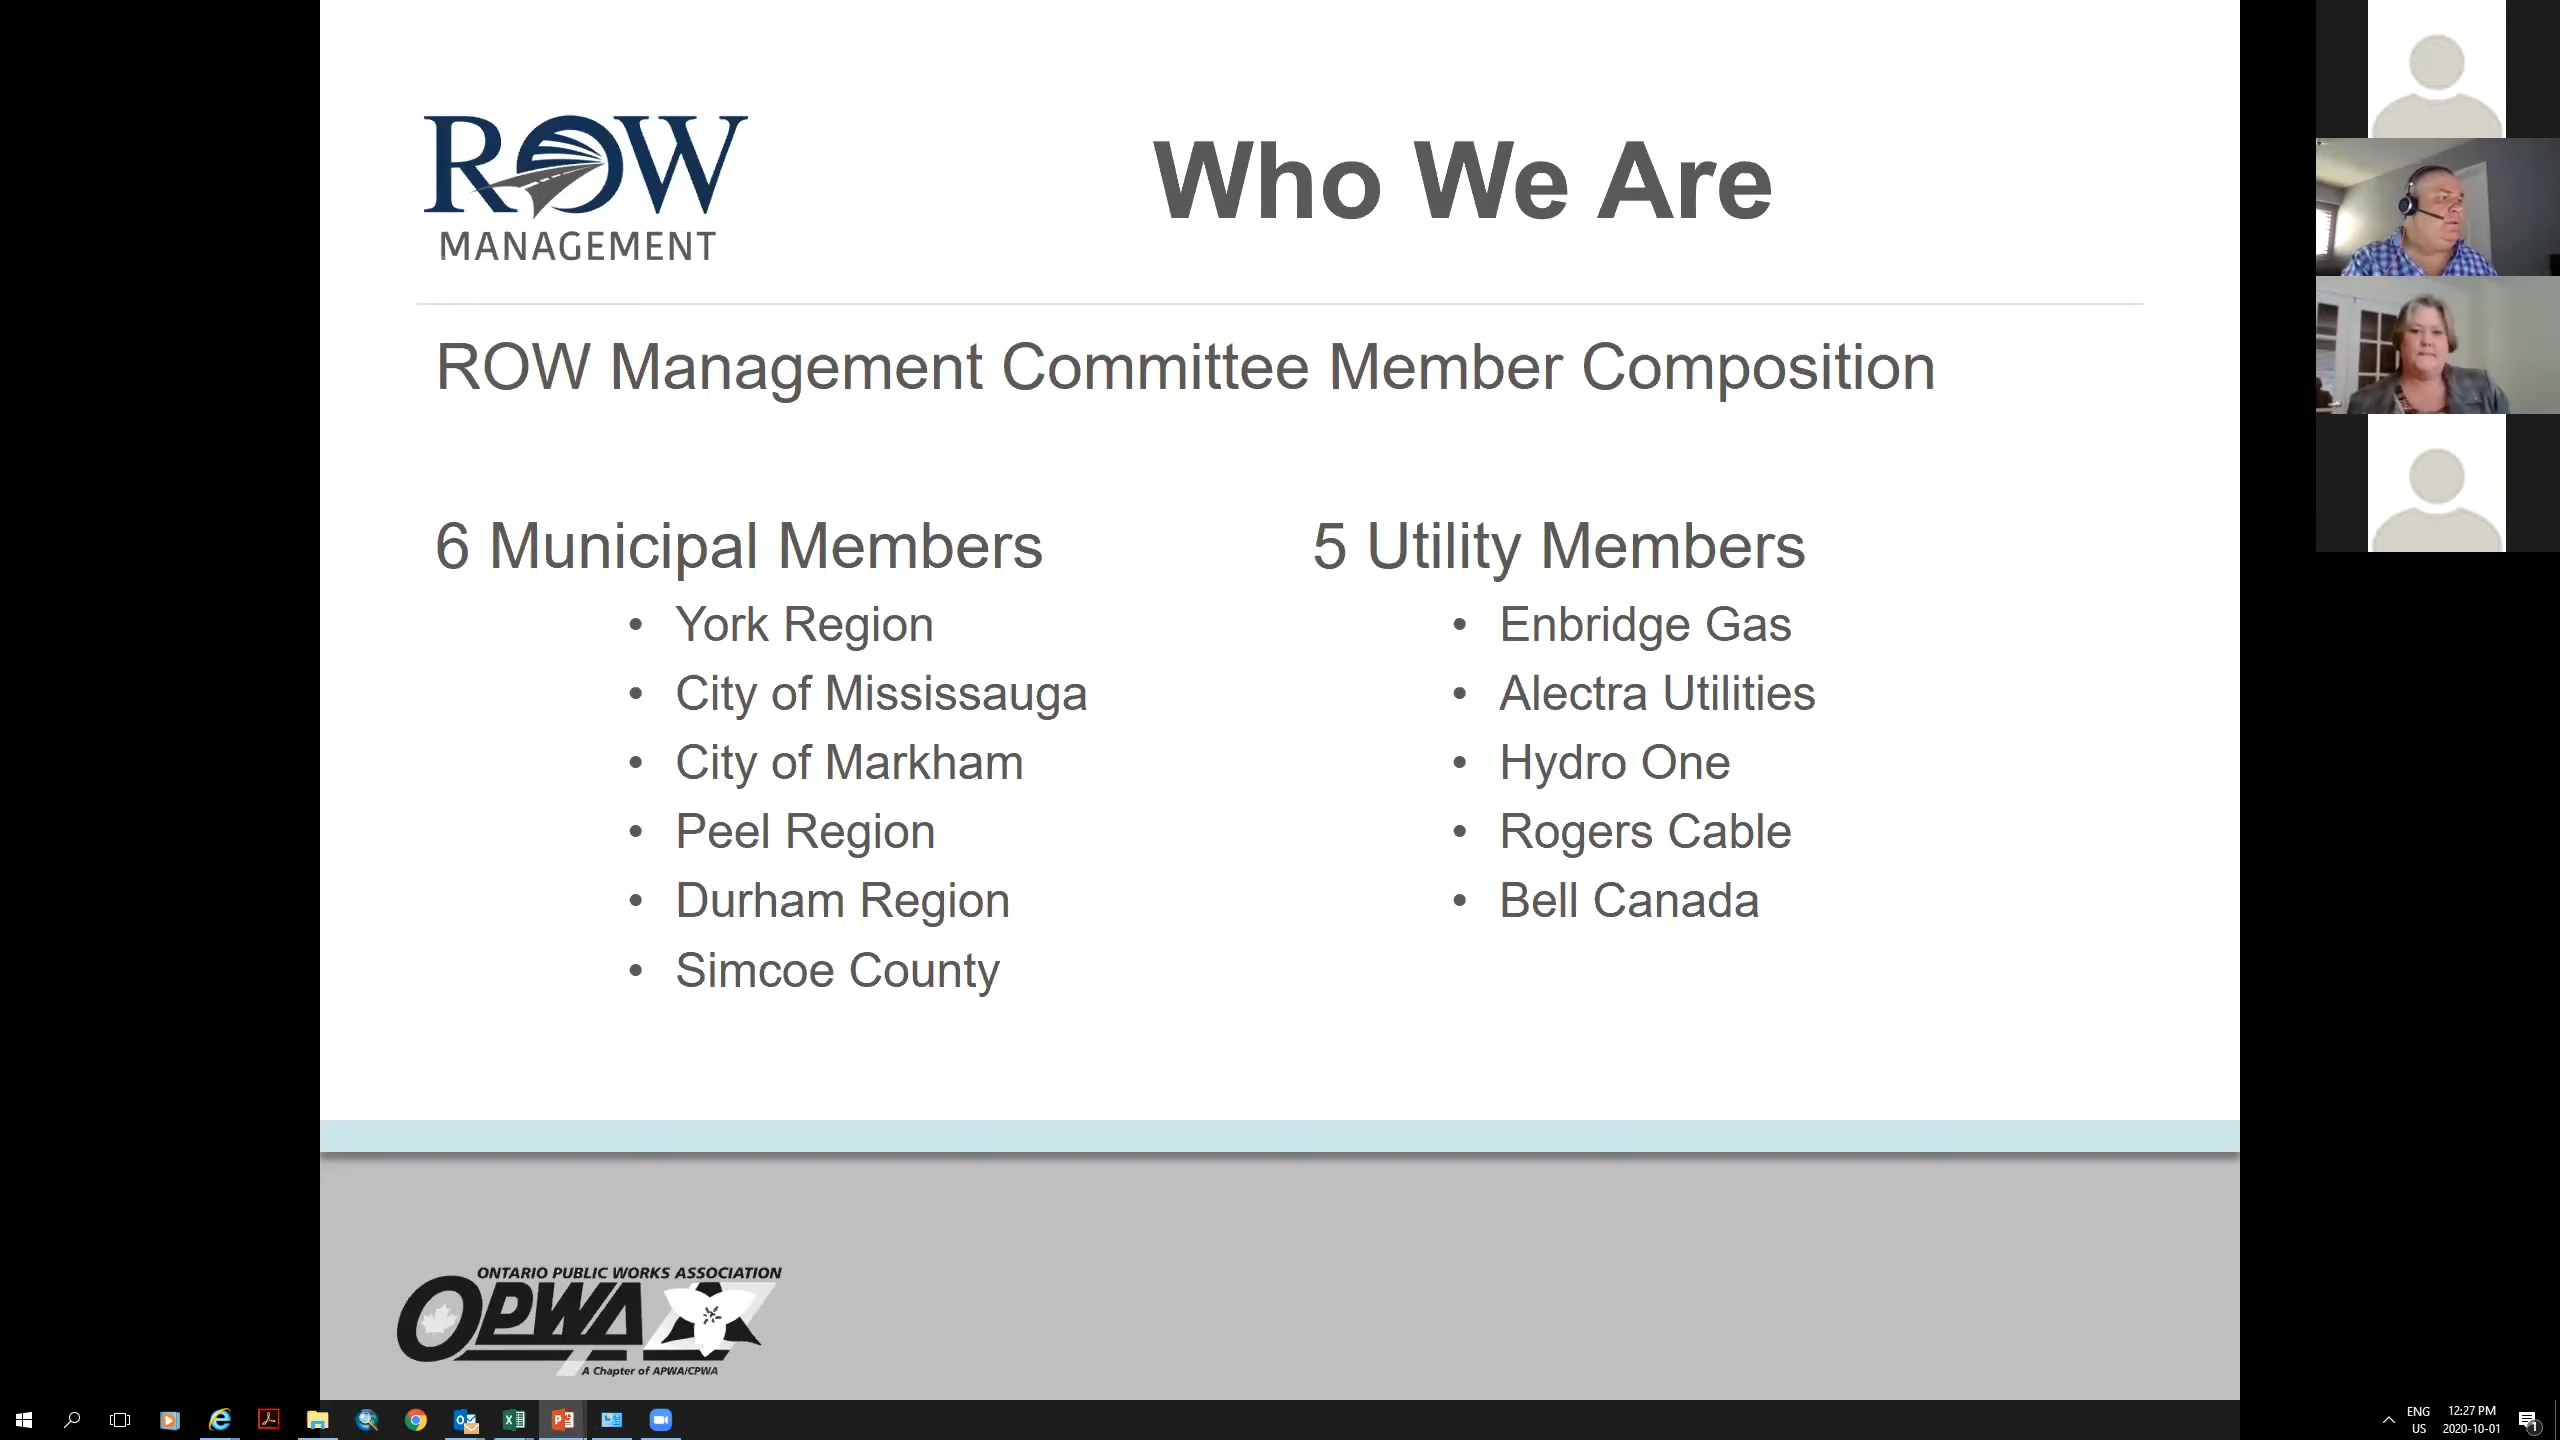 ROW
MANAGEMENT
Who We Are
ROW Management Committee Member Composition
6 Municipal Members
• York Region
• City of Mississauga
• City of Markham
• Peel Region
• Durham Region
• Simcoe County
5 Utility Members
• Enbridge Gas
• Alectra Utilities
• Hydro One
• Rogers Cable
• Bell Canada
ONTARIO PUBLIC WORKS ASSOCIATION
OPWA
A Chapter of APWA/CPWA
ENG
US
12:27 PM
2020-10-01
1